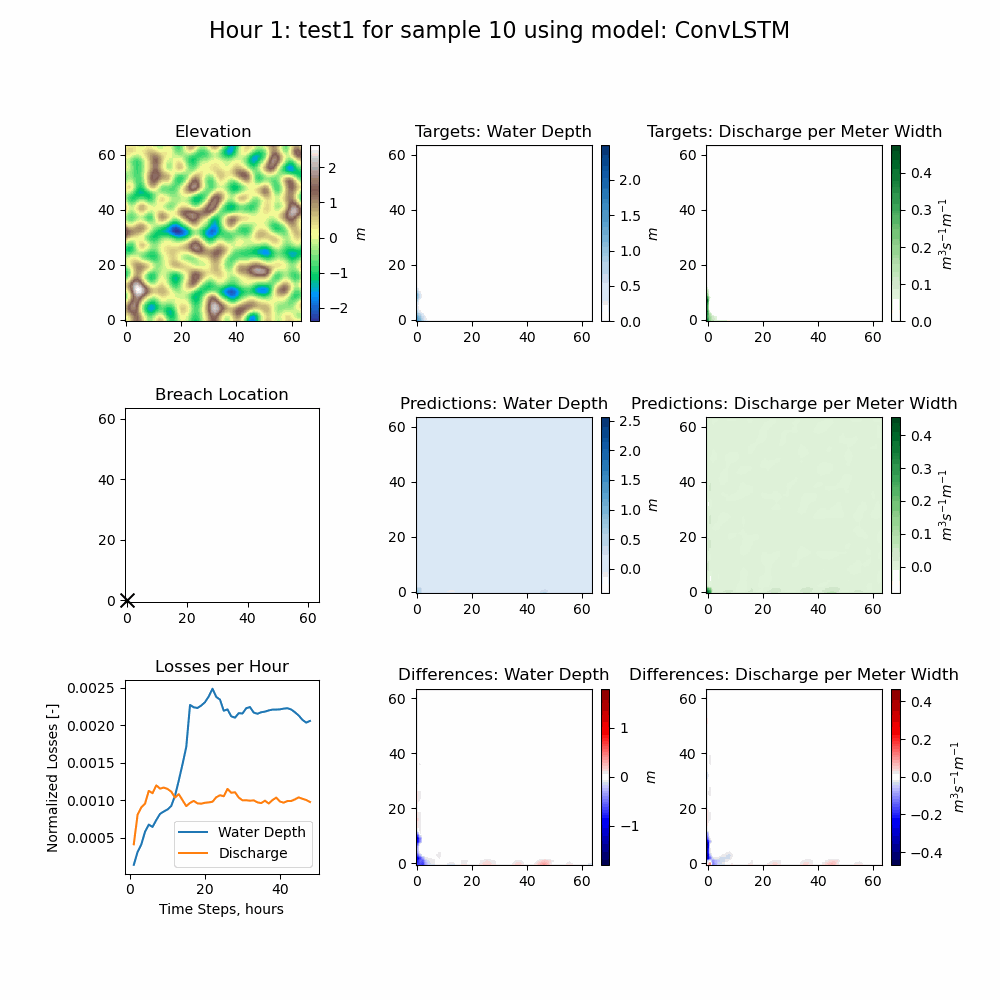 Hour 1: test1 for sample 10 using model: ConvLSTM
Elevation
60
40
20
0
0 20 40 60
2
1
0
−1
−2
m
Targets: Water Depth
60
40
20
0
0 20 40 60
2.0
1.5
1.0
0.5
0.0
m
Targets: Discharge per Meter Width
60
40
20
0
0 20 40 60
0.4
0.3
0.2
0.1
0.0
m³s⁻¹m⁻¹
Breach Location
60
40
20
0
0 20 40 60
Predictions: Water Depth
60
40
20
0
0 20 40 60
2.5
2.0
1.5
1.0
0.5
0.0
m
Predictions: Discharge per Meter Width
60
40
20
0
0 20 40 60
0.4
0.3
0.2
0.1
0.0
m³s⁻¹m⁻¹
Losses per Hour
Normalized Losses [-]
0.0025
0.0020
0.0015
0.0010
0.0005
Water Depth
Discharge
0 20 40
Time Steps, hours
Differences: Water Depth
60
40
20
0
0 20 40 60
1
0
−1
m
Differences: Discharge per Meter Width
60
40
20
0
0 20 40 60
0.4
0.2
0.0
−0.2
−0.4
m³s⁻¹m⁻¹